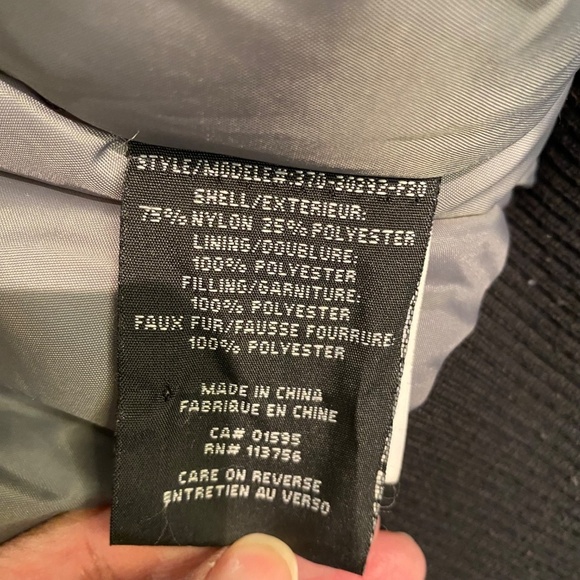 STYLE/MODELE#:370-30292-F20
SHELL/EXTERIEUR:
75% NYLON 25% POLYESTER
LINING/DOUBLURE:
100% POLYESTER
FILLING/GARNITURE:
100% POLYESTER
FAUX FUR/FAUSSE FOURRURE:
100% POLYESTER
MADE IN CHINA
FABRIQUE EN CHINE
CA# 01595
RN# 113756
CARE ON REVERSE
ENTRETIEN AU VERSO